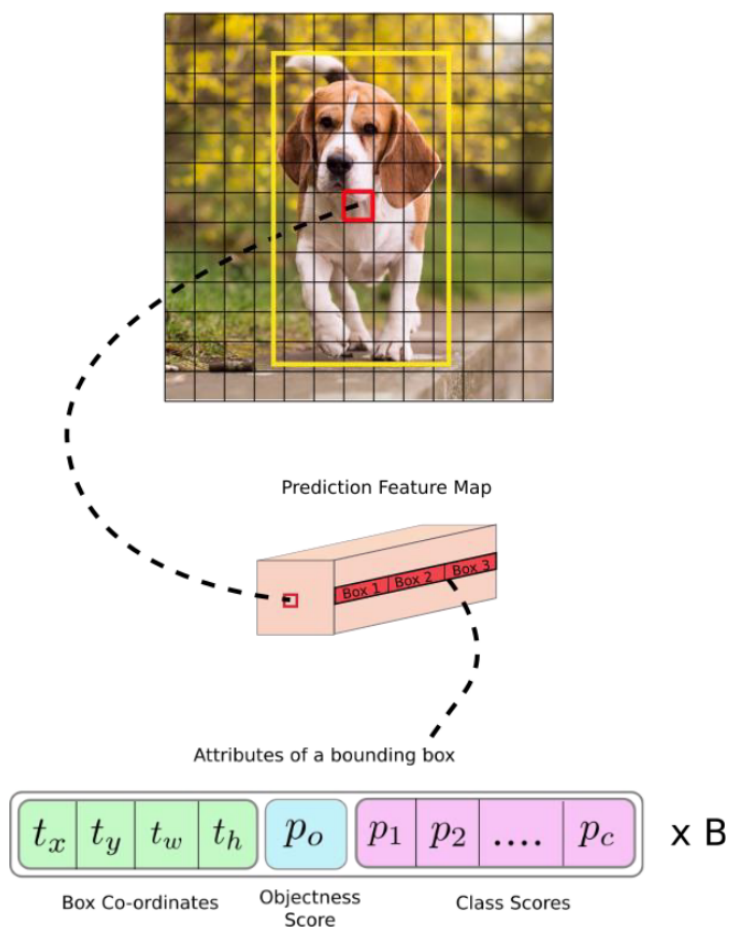 Prediction Feature Map
Box 1 Box 2 Box 3
Attributes of a bounding box
t_x t_y t_w t_h p_o p_1 p_2 .... p_c x B
Box Co-ordinates Objectness Score Class Scores